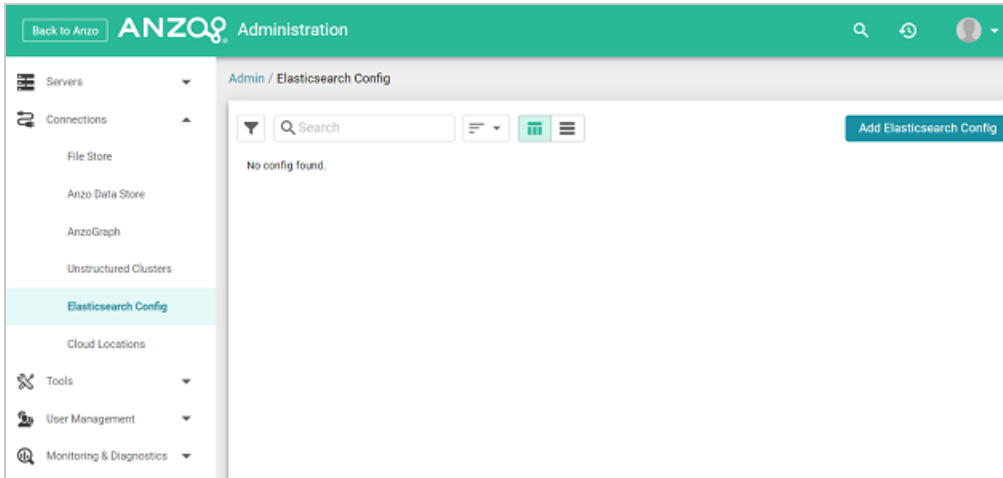 Back to Anzo ANZO Administration
Servers
Connections
File Store
Anzo Data Store
AnzoGraph
Unstructured Clusters
Elasticsearch Config
Cloud Locations
Tools
User Management
Monitoring & Diagnostics
Admin / Elasticsearch Config
Search
Add Elasticsearch Config
No config found.